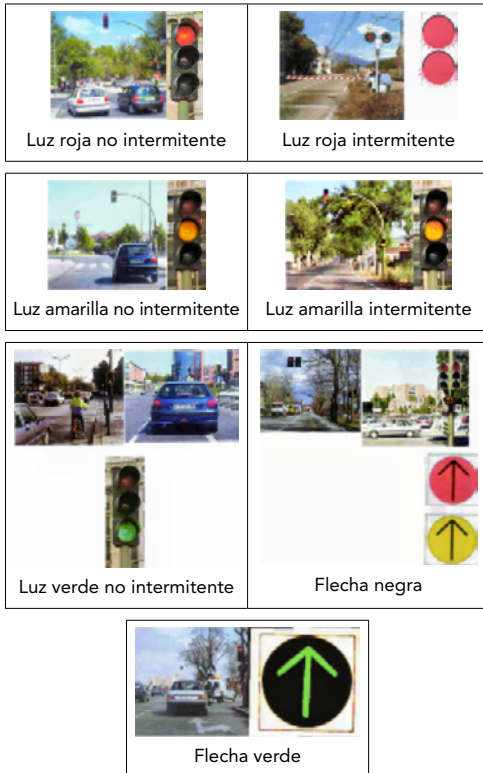 Luz roja no intermitente
Luz roja intermitente
Luz amarilla no intermitente
Luz amarilla intermitente
Luz verde no intermitente
Flecha negra
Flecha verde